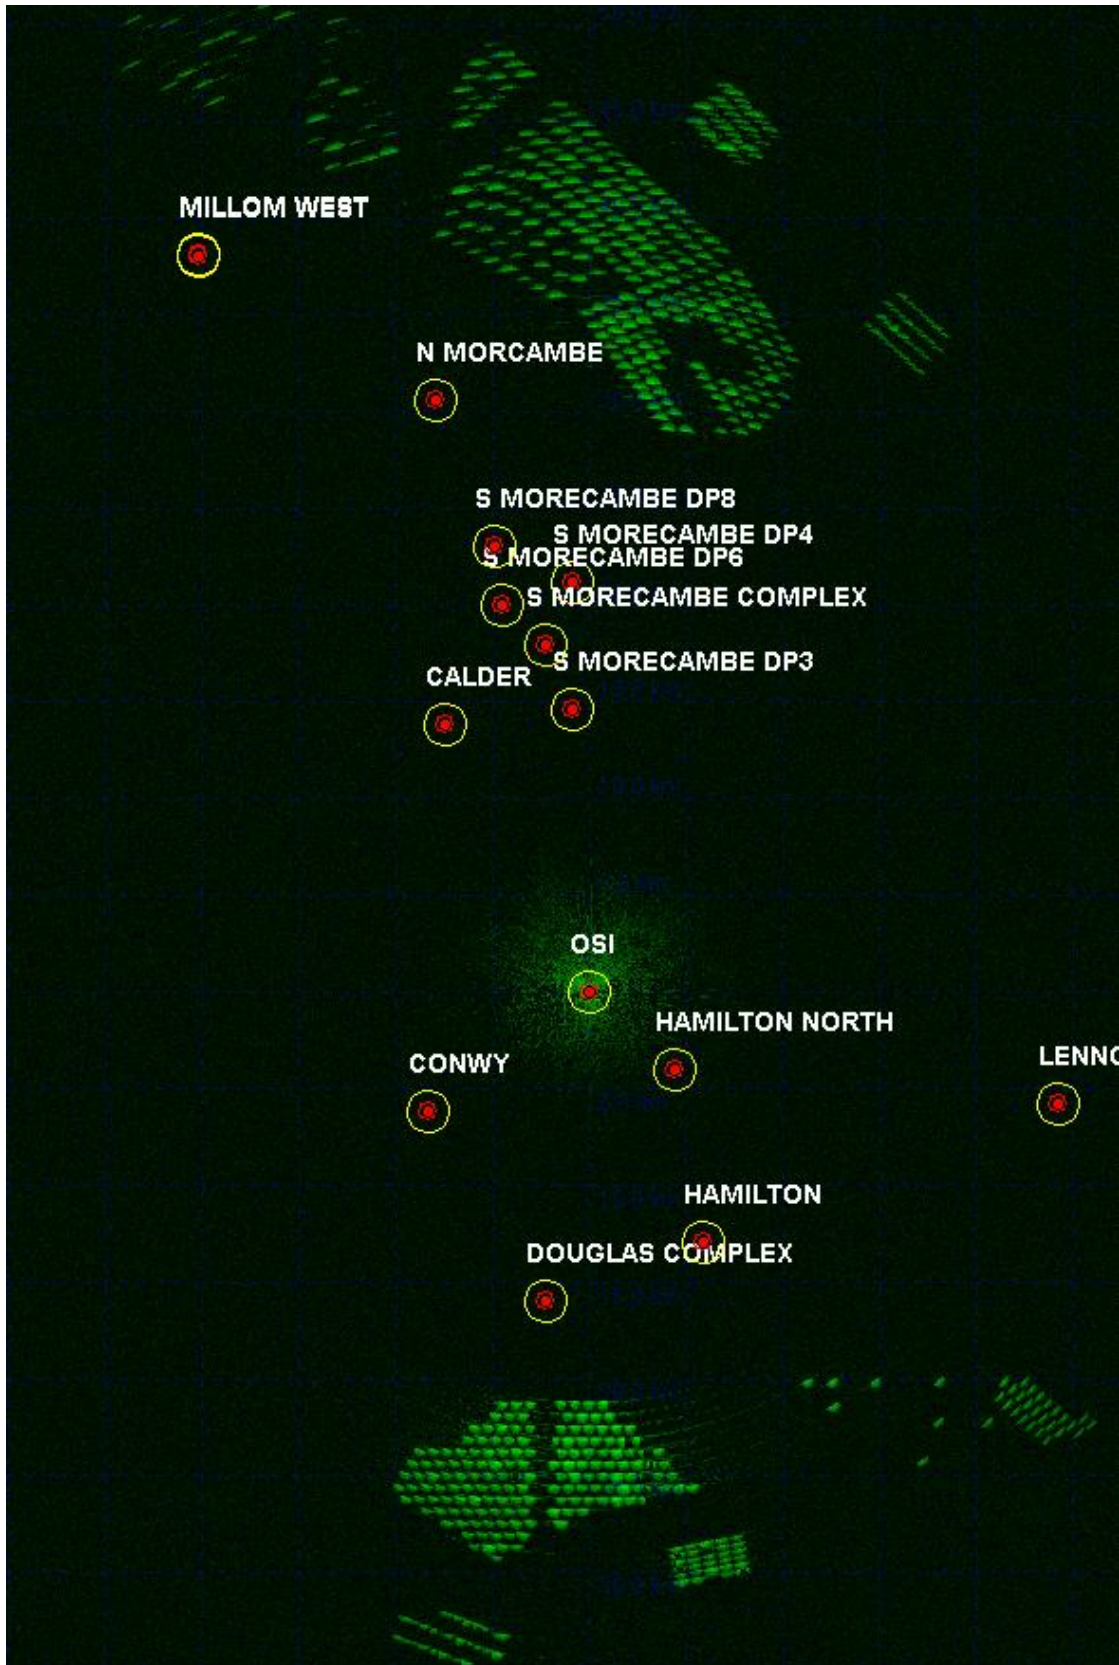 MILLOM WEST
N MORCAMBE
S MORECAMBE DP8
S MORECAMBE DP4
S MORECAMBE DP6
S MORECAMBE COMPLEX
S MORECAMBE DP3
CALDER
OSI
HAMILTON NORTH
LENNO
CONWY
HAMILTON
DOUGLAS COMPLEX